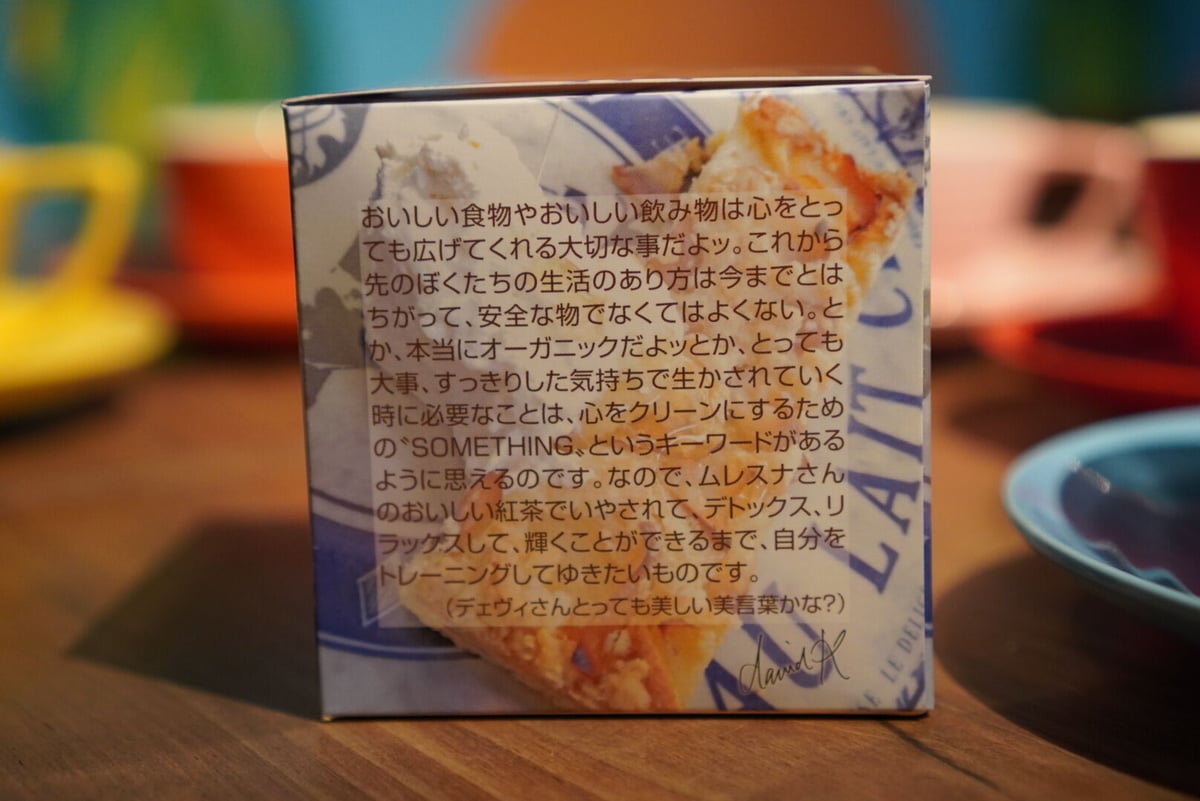 おいしい食物やおいしい飲み物は心をとっ
ても広げてくれる大切な事だよッ。これから
先のぼくたちの生活のあり方は今までとは
ちがって、安全な物でなくてはよくない。と
か、本当にオーガニックだよッとか、とっても
大事、すっきりした気持ちで生かされていく
時に必要なことは、心をクリーンにするため
の〝SOMETHING〟というキーワードがある
ように思えるのです。なので、ムレスナさん
のおいしい紅茶でいやされて、デトックス、リ
ラックスして、輝くことができるまで、自分を
トレーニングしてゆきたいものです。
（デェヴィさんとっても美しい美言葉かな?）
david K
AU LAIT C
LE DELI